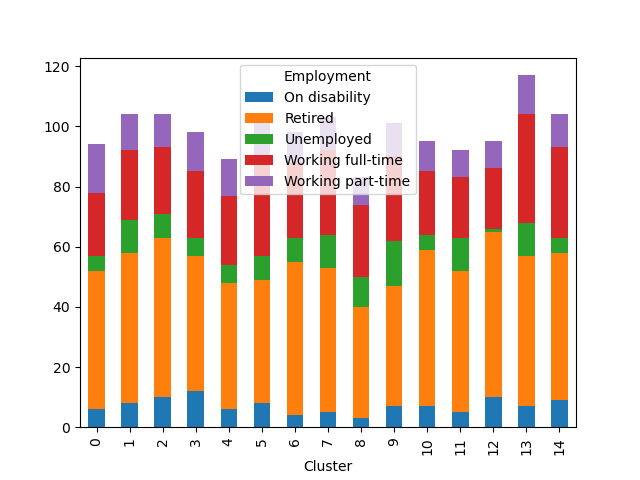 120
100
80
60
40
20
0
Employment
On disability
Retired
Unemployed
Working full-time
Working part-time
0 1 2 3 4 5 6 7 8 9 10 11 12 13 14
Cluster